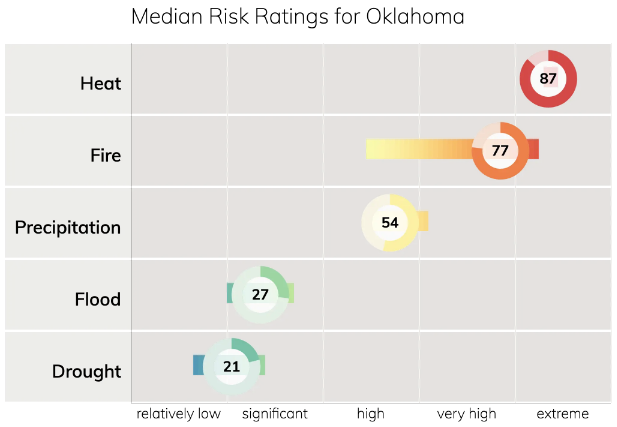 Median Risk Ratings for Oklahoma
Heat 87
Fire 77
Precipitation 54
Flood 27
Drought 21
relatively low significant high very high extreme